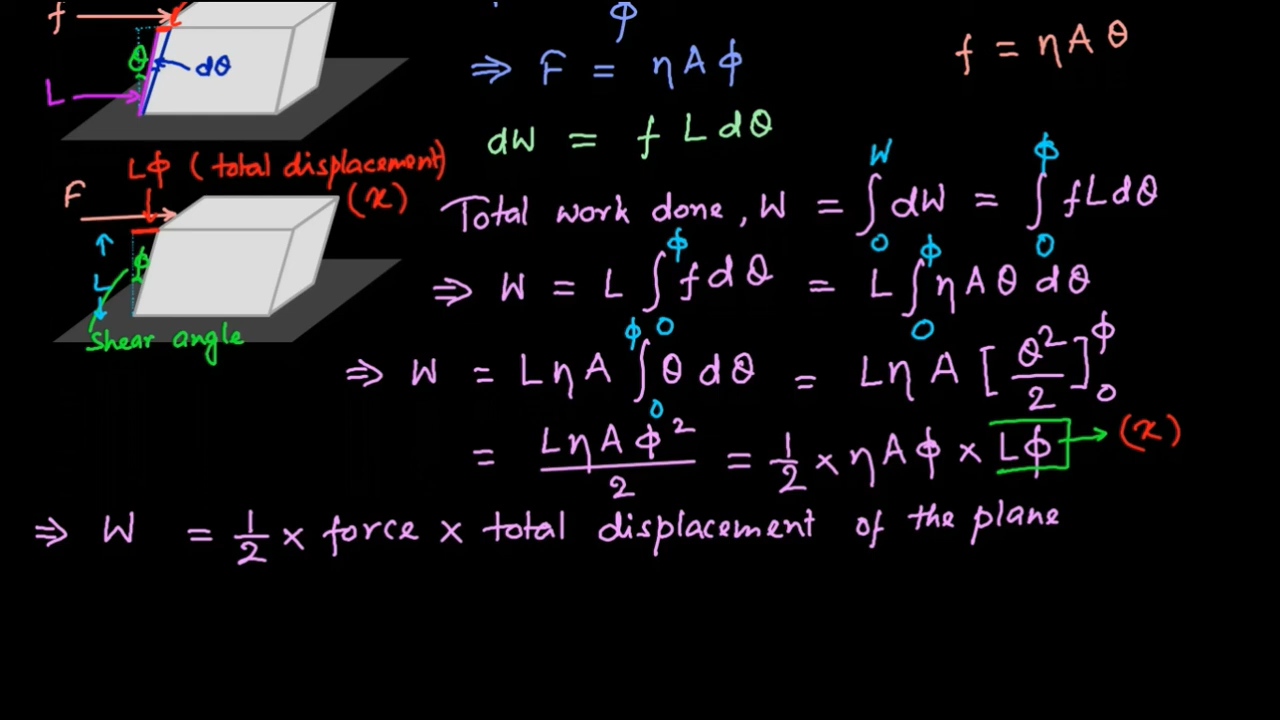 f
θ
dθ
L
ϕ
⇒ F = ηAϕ
f = ηAθ
dW = f L dθ
Lϕ (total displacement)
(x)
F
L
ϕ
Shear angle
Total work done, W = ∫₀ᵂ dW = ∫₀^ϕ fLdθ
⇒ W = L ∫₀^ϕ f dθ = L ∫₀^ϕ ηAθ dθ
⇒ W = LηA ∫₀^ϕ θ dθ = LηA [θ²/2]₀^ϕ
= LηAϕ²/2 = 1/2 × ηAϕ × Lϕ → (x)
⇒ W = 1/2 × force × total displacement of the plane